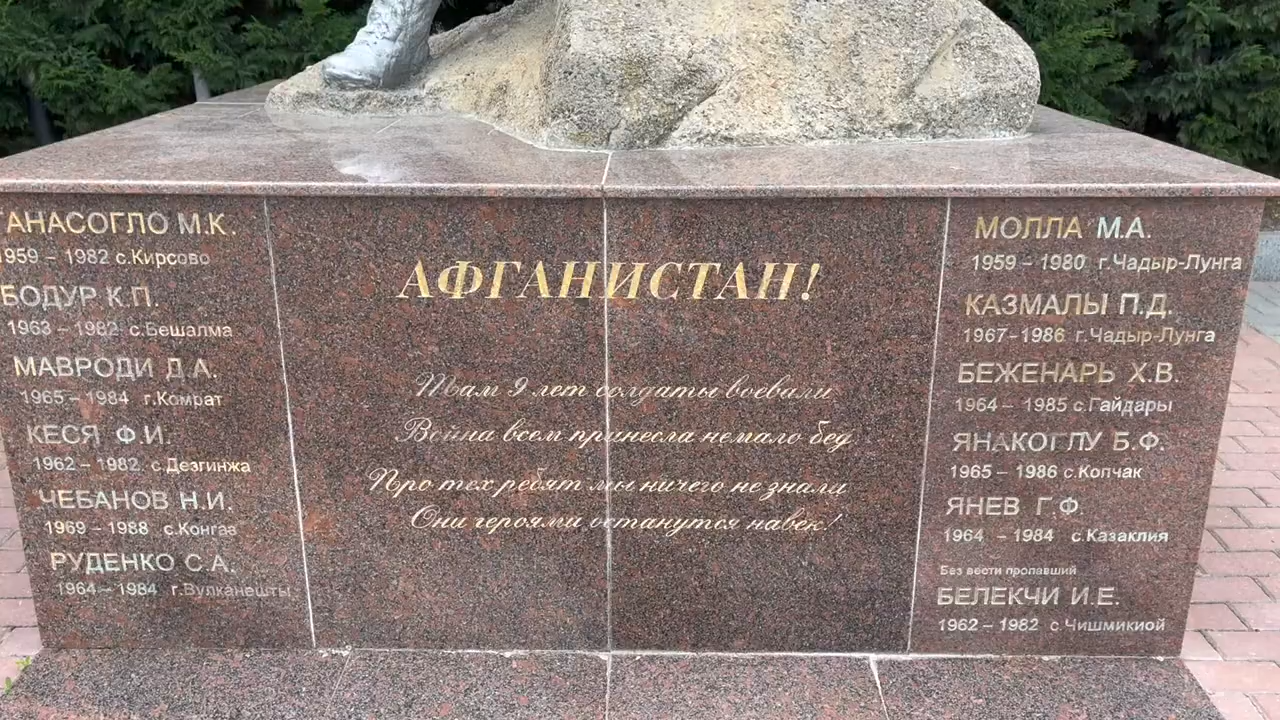 АНАСОГЛО М.К.
1959 – 1982 с.Кирсово
БОДУР К.П.
1963 – 1982 с.Бешалма
МАВРОДИ Д.А.
1965 – 1984 г.Комрат
КЕСЯ Ф.И.
1962 – 1982 с.Дезгинжа
ЧЕБАНОВ Н.И.
1969 – 1988 с.Конгаз
РУДЕНКО С.А.
1964 – 1984 г.Вулканешты
АФГАНИСТАН!
Там 9 лет солдаты воевали
Война всем принесла немало бед
Про тех ребят мы ничего не знали
Они героями останутся навек!
МОЛЛА М.А.
1959 – 1980 г.Чадыр-Лунга
КАЗМАЛЫ П.Д.
1967-1986 г.Чадыр-Лунга
БЕЖЕНАРЬ Х.В.
1964 – 1985 с.Гайдары
ЯНАКОГЛУ Б.Ф.
1965 – 1986 с.Копчак
ЯНЕВ Г.Ф.
1964 – 1984 с.Казаклия
Без вести пропавший
БЕЛЕКЧИ И.Е.
1962 – 1982 с.Чишмикиой